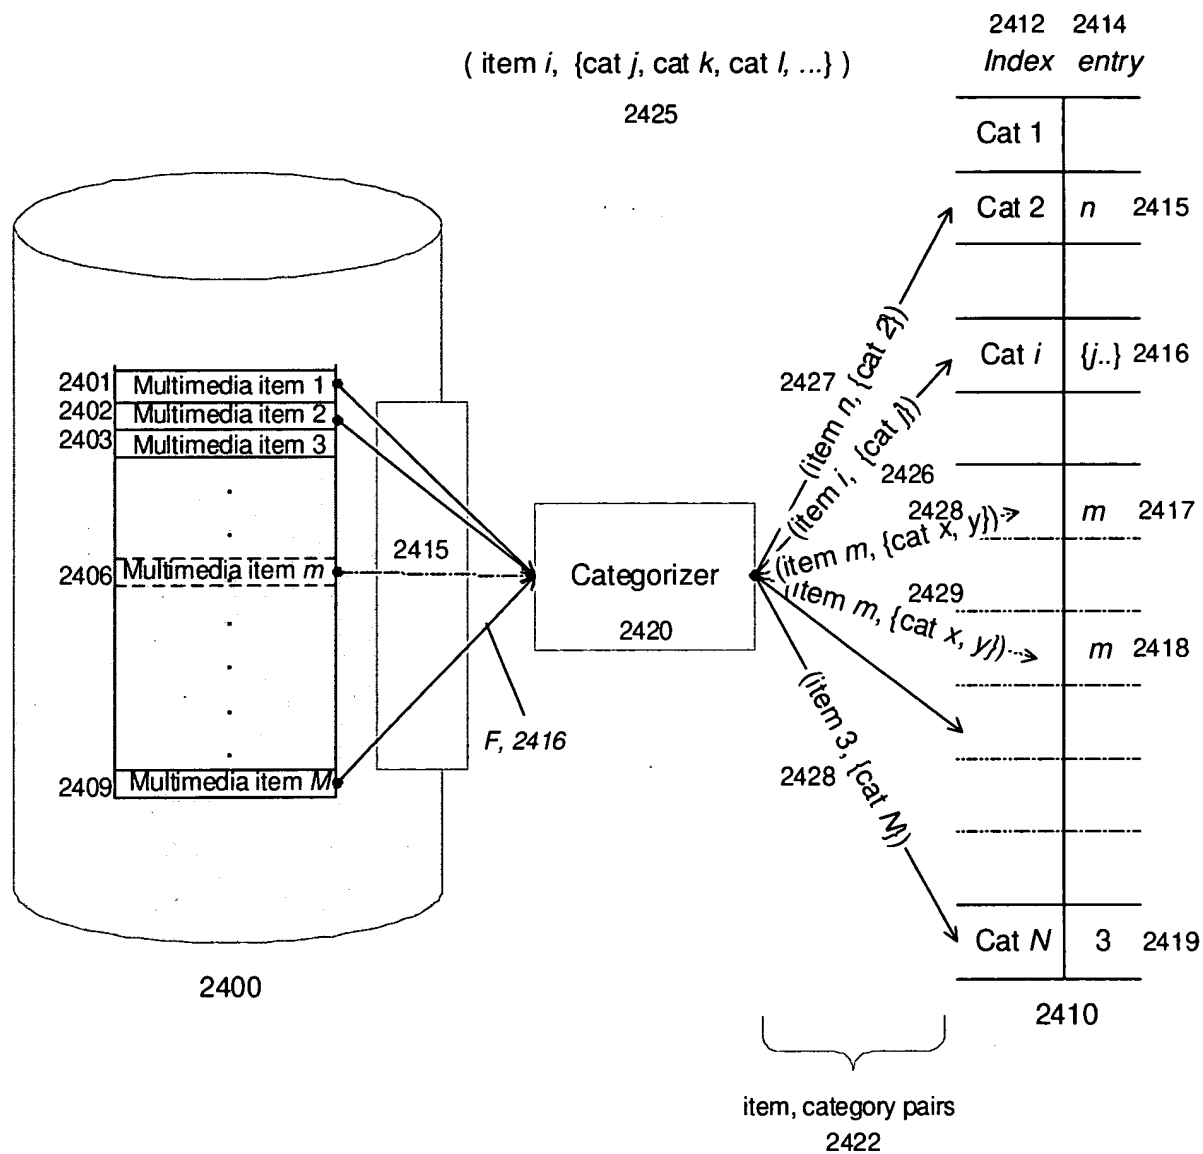 2412 2414
Index entry
( item i, {cat j, cat k, cat l, ...} )
2425
Cat 1
Cat 2 n 2415
Cat i {j..} 2416
2401 Multimedia item 1
2402 Multimedia item 2
2403 Multimedia item 3
2406 Multimedia item m
2409 Multimedia item M
2415
F, 2416
Categorizer
2420
2427
(item n, {cat 2})
(item i, {cat j})
2426
2428
(item m, {cat x, y})
m 2417
2429
(item m, {cat x, y})
m 2418
(item 3, {cat N})
2428
Cat N 3 2419
2400
2410
item, category pairs
2422